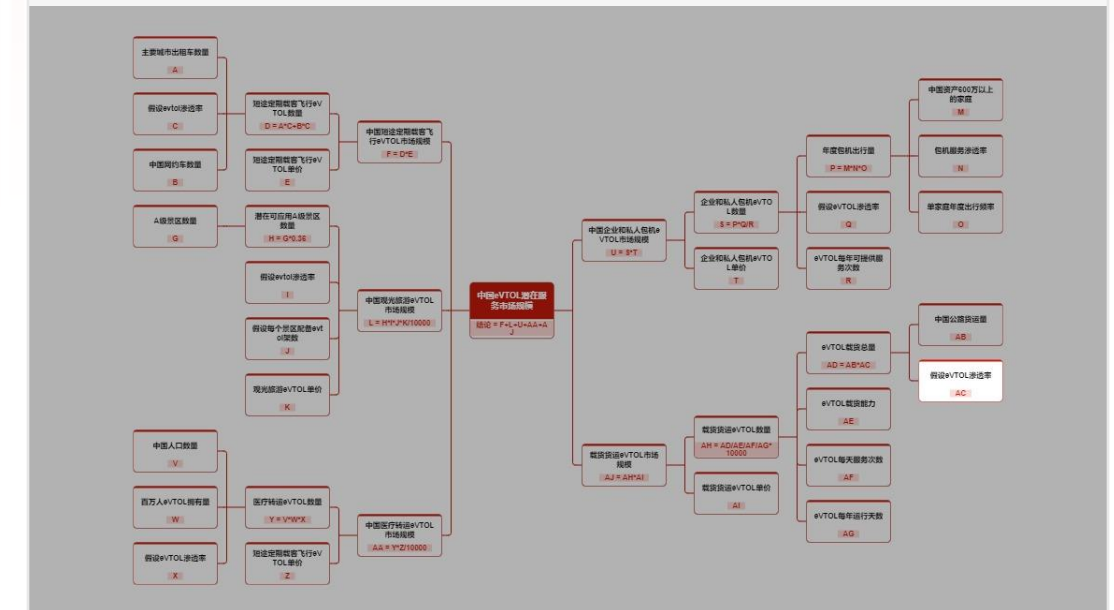 主要城市出租车数量
A
假设evtol渗透率
C
中国网约车数量
B
短途定期载客飞行eV
TOL数量
D = A*C+B*C
短途定期载客飞行eV
TOL单价
E
中国短途定期载客飞
行eVTOL市场规模
F = D*E
A级景区数量
G
潜在可应用A级景区
数量
H = G*0.36
假设evtol渗透率
I
假设每个景区配备evt
ol架数
J
观光旅游eVTOL单价
K
中国观光旅游eVTOL
市场规模
L = H*I*J*K/10000
中国人口数量
V
百万人eVTOL拥有量
W
假设eVTOL渗透率
X
医疗转运eVTOL数量
Y = V*W*X
短途定期载客飞行eV
TOL单价
Z
中国医疗转运eVTOL
市场规模
AA = Y*Z/10000
中国eVTOL潜在服
务市场规模
结论 = F+L+U+AA+A
J
中国企业和私人包机e
VTOL市场规模
U = S*T
企业和私人包机eVTO
L数量
S = P*Q/R
企业和私人包机eVTO
L单价
T
年度包机出行量
P = M*N*O
假设eVTOL渗透率
Q
eVTOL每年可提供服
务次数
R
中国资产600万以上
的家庭
M
包机服务渗透率
N
单家庭年度出行频率
O
载货货运eVTOL市场
规模
AJ = AH*AI
载货货运eVTOL数量
AH = AD/AE/AF/AG*
10000
载货货运eVTOL单价
AI
eVTOL载货总量
AD = AB*AC
eVTOL载货能力
AE
eVTOL每天服务次数
AF
eVTOL每年运行天数
AG
中国公路货运量
AB
假设eVTOL渗透率
AC